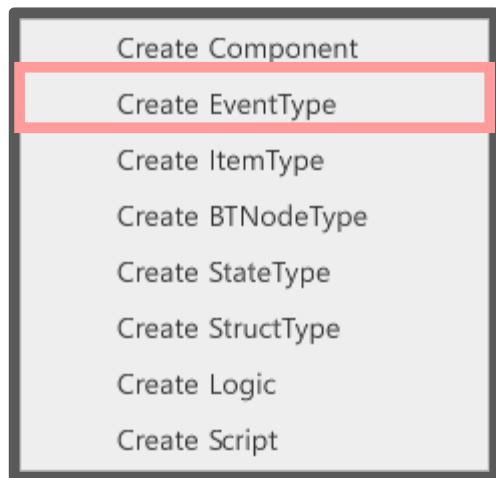 Create Component
Create EventType
Create ItemType
Create BTNodeType
Create StateType
Create StructType
Create Logic
Create Script